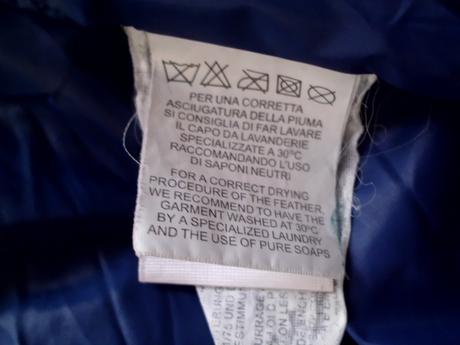 PER UNA CORRETTA
ASCIUGATURA DELLA PIUMA
SI CONSIGLIA DI FAR LAVARE
IL CAPO DA LAVANDERIE
SPECIALIZZATE A 30°C
RACCOMANDANDO L'USO
DI SAPONI NEUTRI
FOR A CORRECT DRYING
PROCEDURE OF THE FEATHER,
WE RECOMMEND TO HAVE THE
GARMENT WASHED AT 30°C
BY A SPECIALIZED LAUNDRY
AND THE USE OF PURE SOAPS